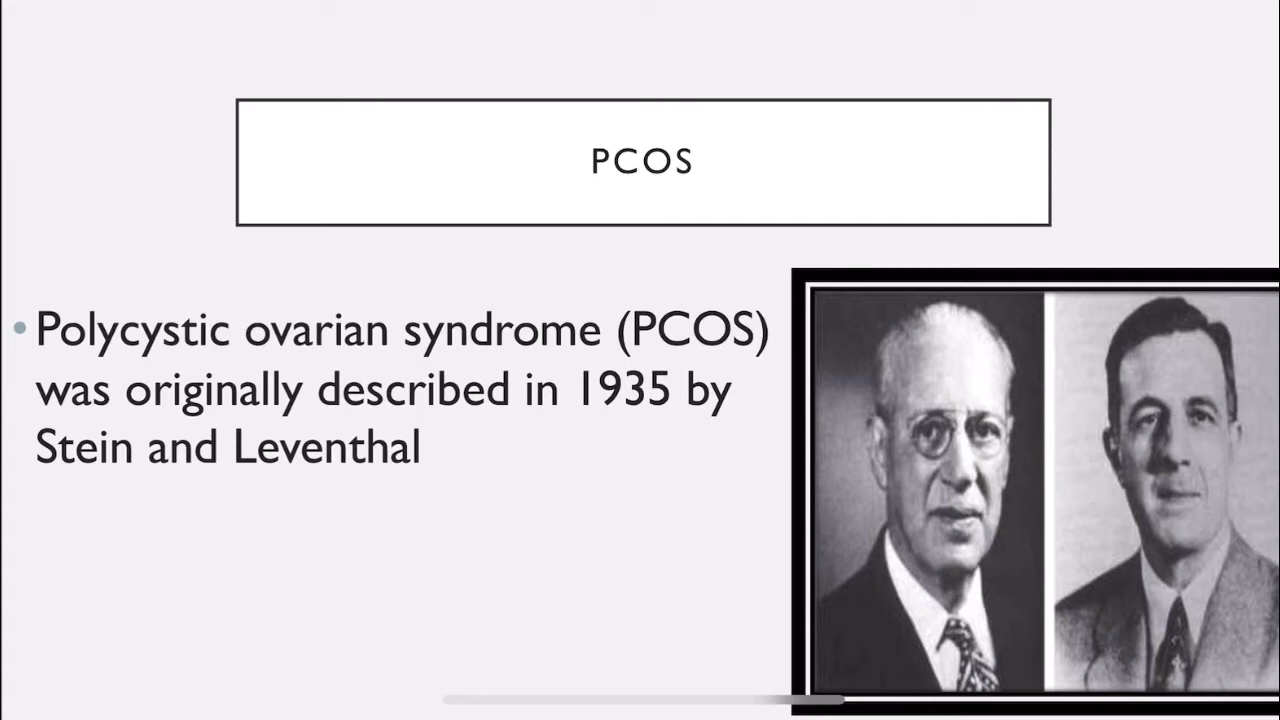 PCOS
• Polycystic ovarian syndrome (PCOS)
was originally described in 1935 by
Stein and Leventhal